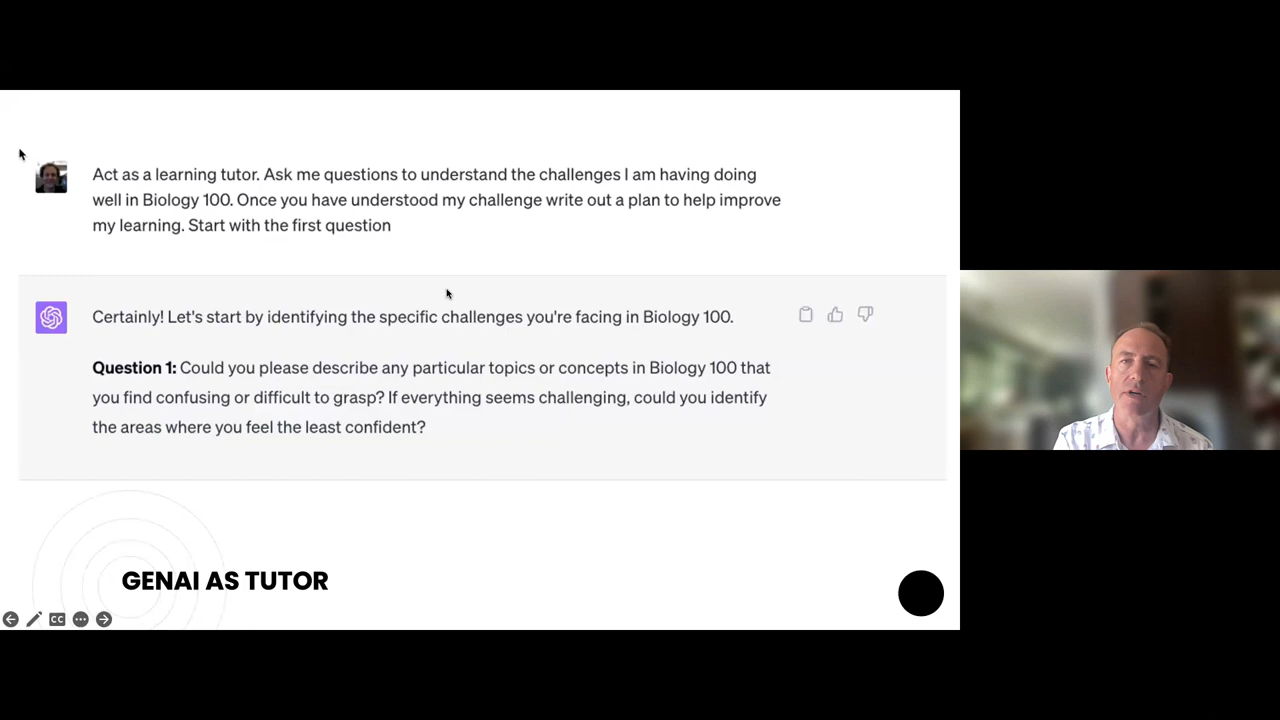 Act as a learning tutor. Ask me questions to understand the challenges I am having doing
well in Biology 100. Once you have understood my challenge write out a plan to help improve
my learning. Start with the first question
Certainly! Let's start by identifying the specific challenges you're facing in Biology 100.
Question 1: Could you please describe any particular topics or concepts in Biology 100 that
you find confusing or difficult to grasp? If everything seems challenging, could you identify
the areas where you feel the least confident?
GENAI AS TUTOR
CC